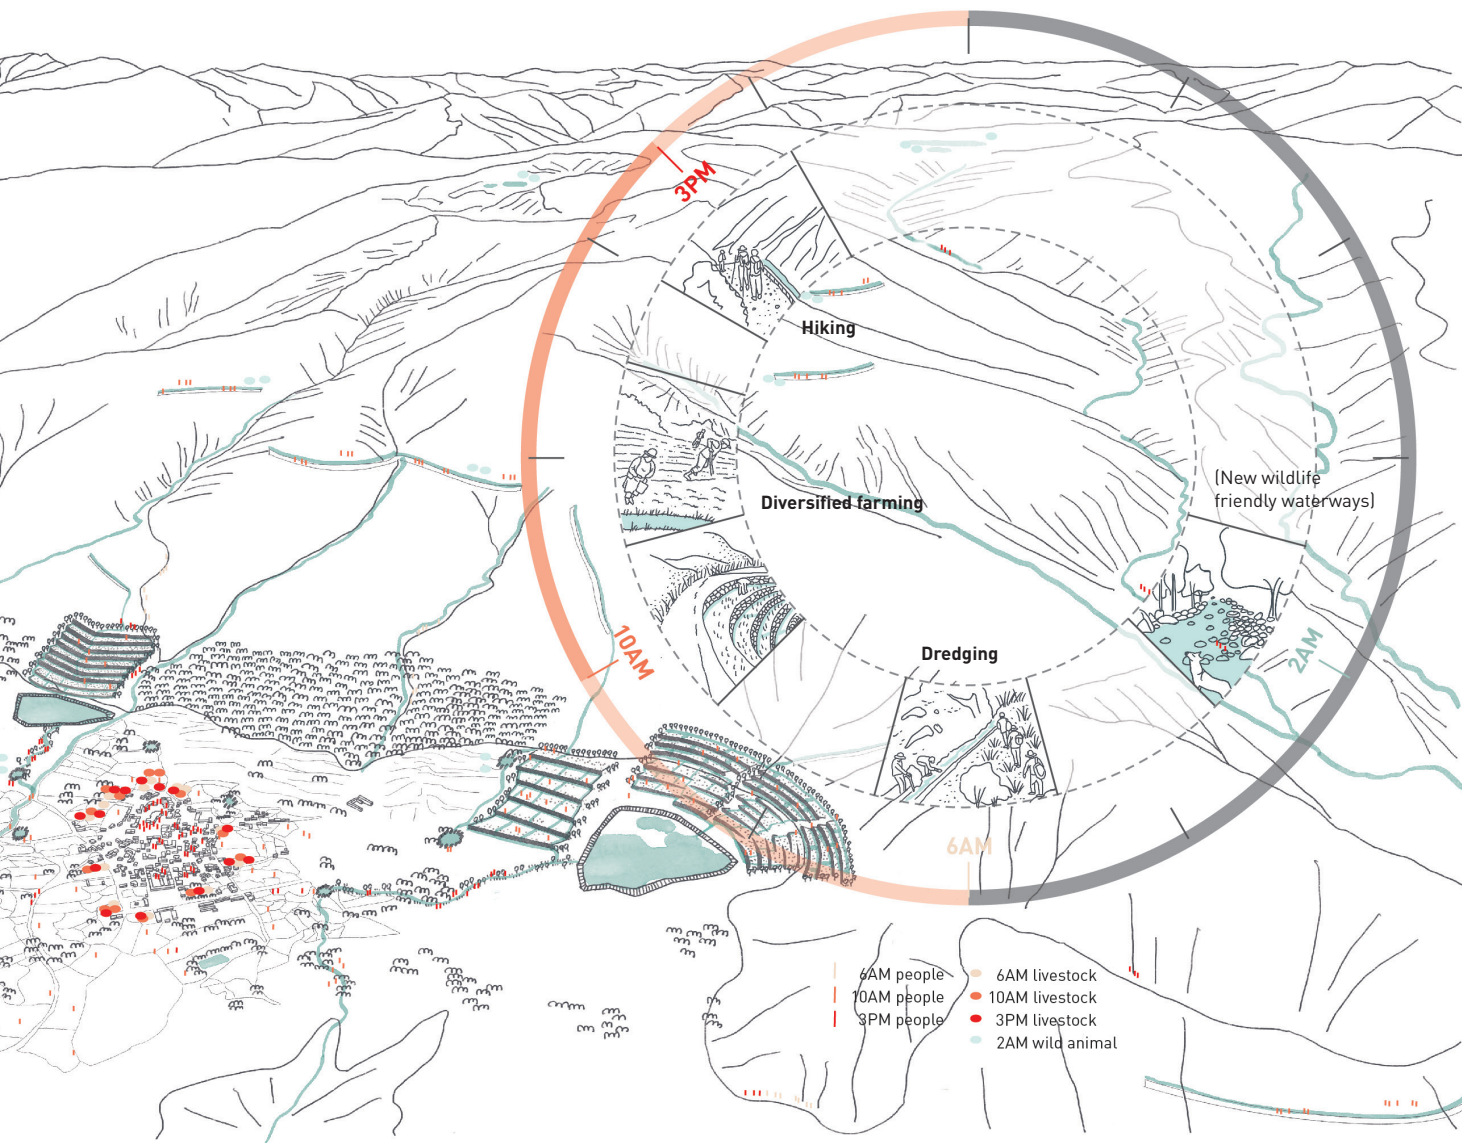 3PM
Hiking
(New wildlife
friendly waterways)
Diversified farming
10AM
Dredging
2AM
6AM
6AM people
10AM people
3PM people
6AM livestock
10AM livestock
3PM livestock
2AM wild animal